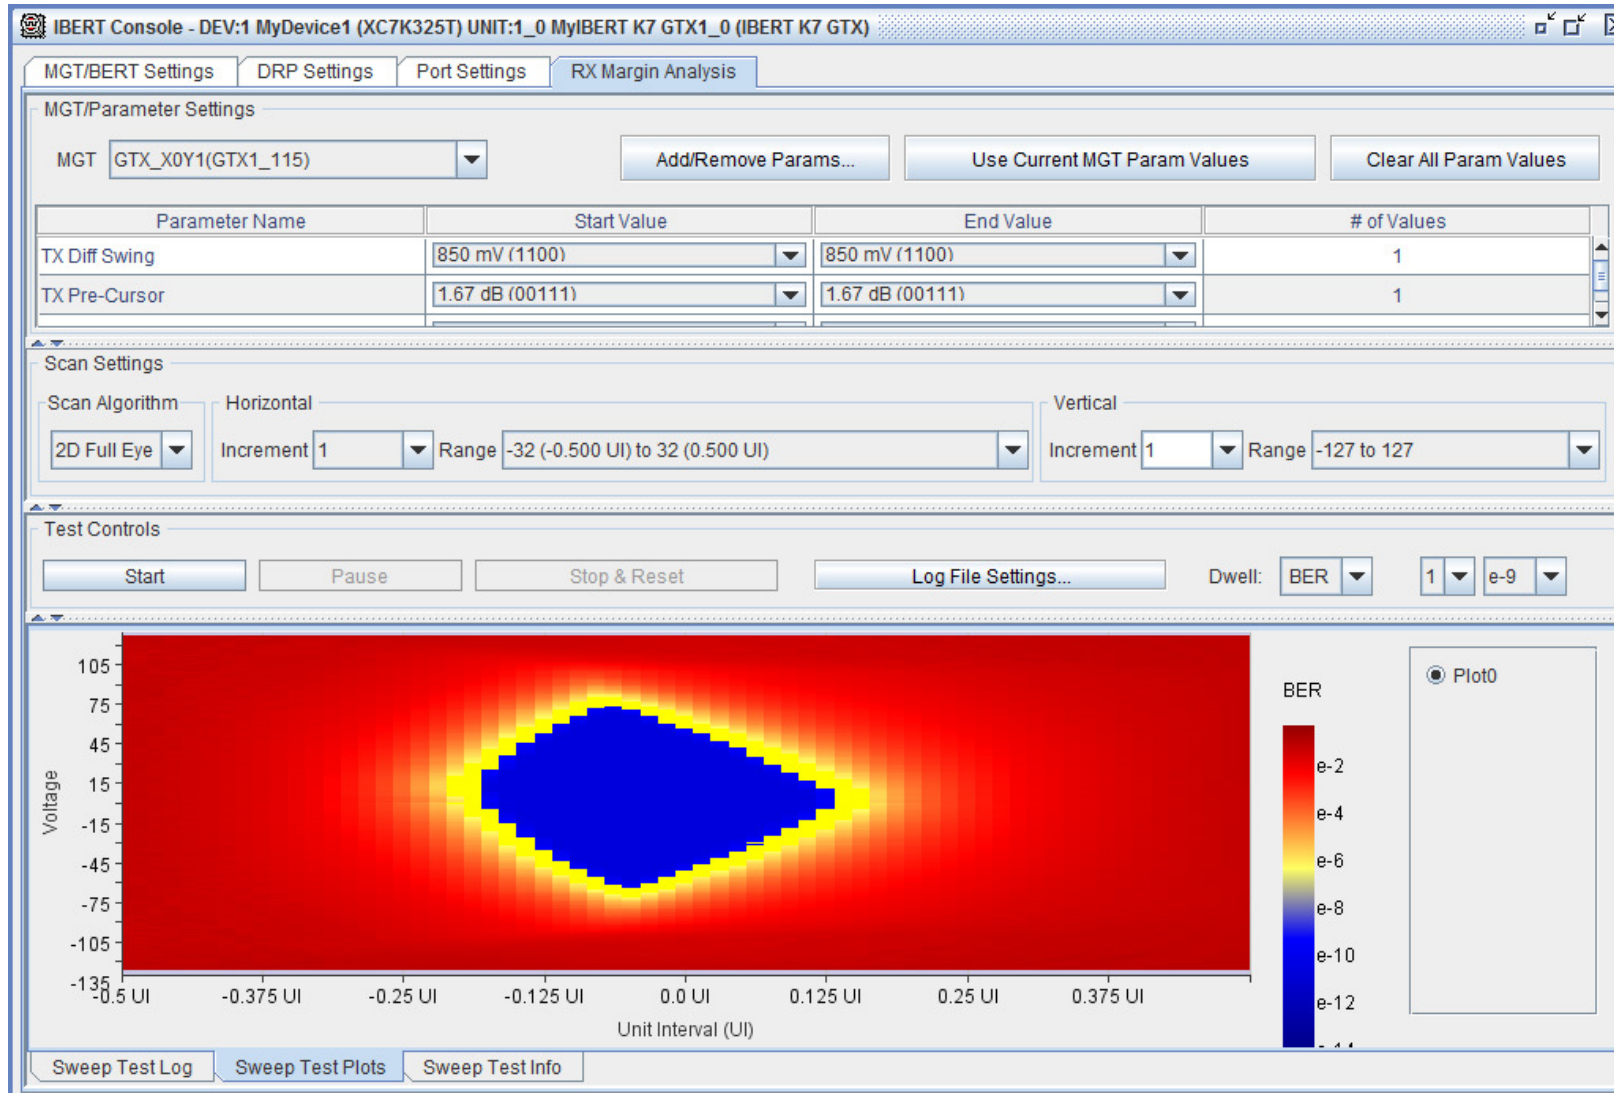 IBERT Console - DEV:1 MyDevice1 (XC7K325T) UNIT:1_0 MyIBERT K7 GTX1_0 (IBERT K7 GTX)
MGT/BERT Settings DRP Settings Port Settings RX Margin Analysis
MGT/Parameter Settings
MGT GTX_X0Y1(GTX1_115) Add/Remove Params... Use Current MGT Param Values Clear All Param Values
Parameter Name Start Value End Value # of Values
TX Diff Swing 850 mV (1100) 850 mV (1100) 1
TX Pre-Cursor 1.67 dB (00111) 1.67 dB (00111) 1
Scan Settings
Scan Algorithm Horizontal Vertical
2D Full Eye Increment 1 Range -32 (-0.500 UI) to 32 (0.500 UI) Increment 1 Range -127 to 127
Test Controls
Start Pause Stop & Reset Log File Settings... Dwell: BER 1 e-9
Voltage
105
75
45
15
-15
-45
-75
-105
-135
-0.5 UI -0.375 UI -0.25 UI -0.125 UI 0.0 UI 0.125 UI 0.25 UI 0.375 UI
Unit Interval (UI)
BER
e-2
e-4
e-6
e-8
e-10
e-12
Plot0
Sweep Test Log Sweep Test Plots Sweep Test Info